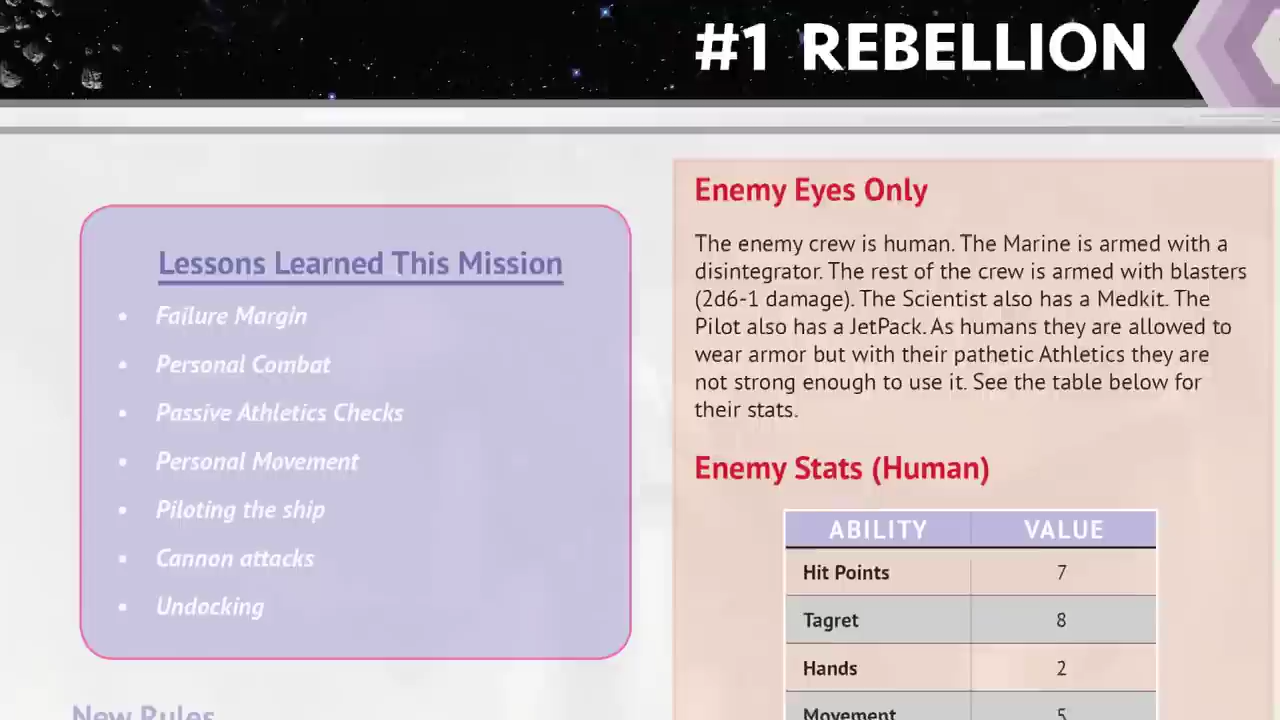 #1 REBELLION
Lessons Learned This Mission
• Failure Margin
• Personal Combat
• Passive Athletics Checks
• Personal Movement
• Piloting the ship
• Cannon attacks
• Undocking
New Rules
Enemy Eyes Only
The enemy crew is human. The Marine is armed with a
disintegrator. The rest of the crew is armed with blasters
(2d6-1 damage). The Scientist also has a Medkit. The
Pilot also has a JetPack. As humans they are allowed to
wear armor but with their pathetic Athletics they are
not strong enough to use it. See the table below for
their stats.
Enemy Stats (Human)
ABILITY VALUE
Hit Points 7
Tagret 8
Hands 2
Movement 5